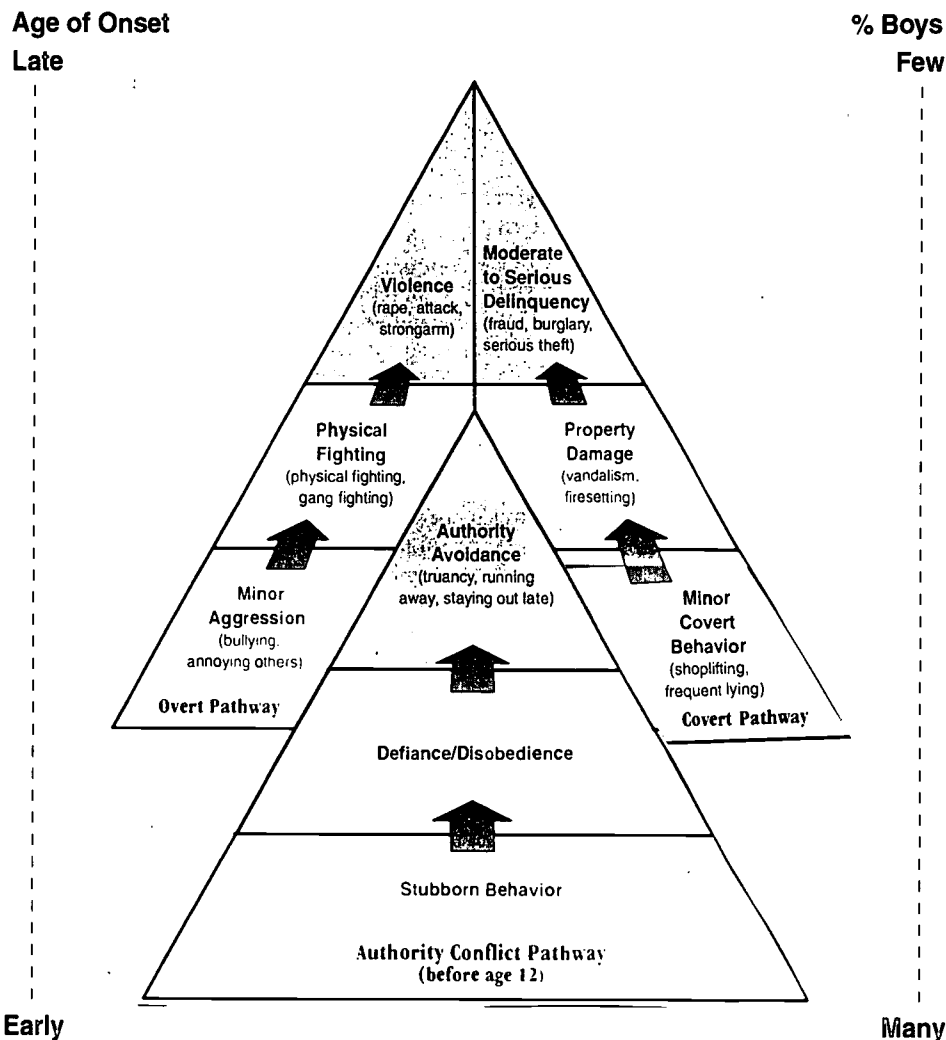 Age of Onset
Late
% Boys
Few
Violence
(rape, attack,
strongarm)
Moderate
to Serious
Delinquency
(fraud, burglary,
serious theft)
Physical
Fighting
(physical fighting,
gang fighting)
Property
Damage
(vandalism.
firesetting)
Authority
Avoidance
(truancy, running
away, staying out late)
Minor
Aggression
(bullying.
annoying others)
Overt Pathway
Minor
Covert
Behavior
(shoplifting,
frequent lying)
Covert Pathway
Defiance/Disobedience
Stubborn Behavior
Authority Conflict Pathway
(before age 12)
Early
Many